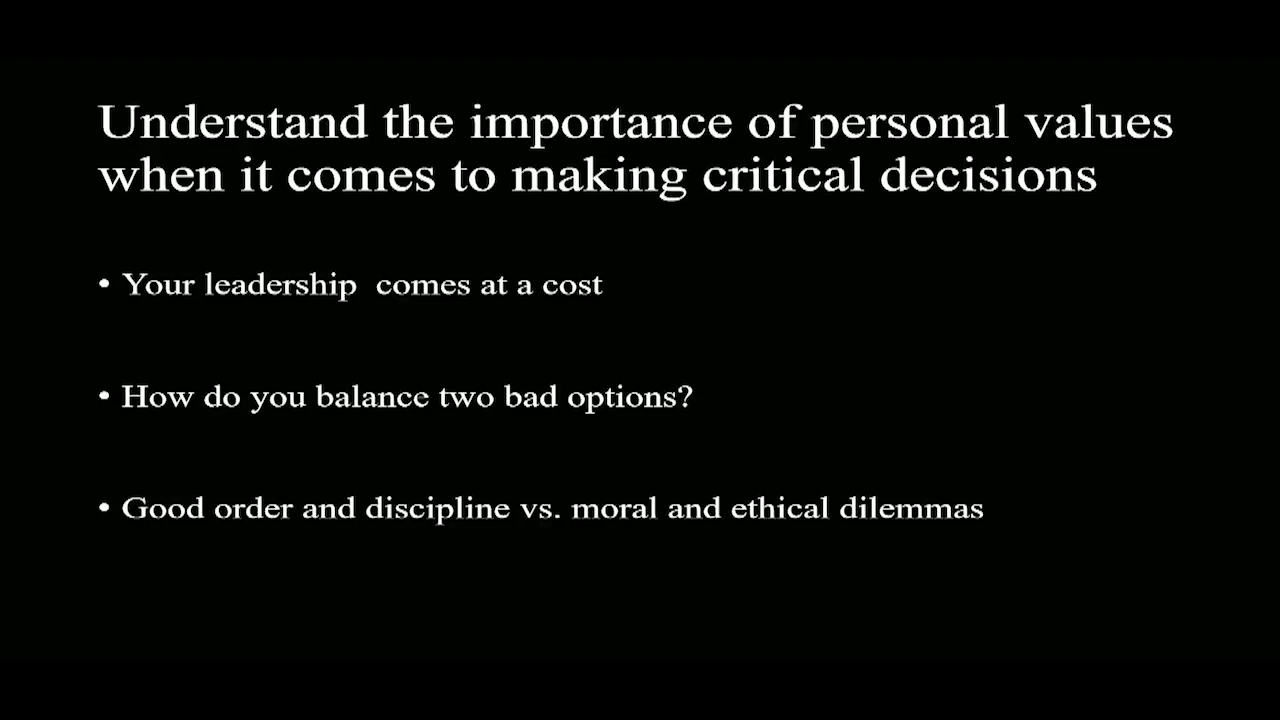 Understand the importance of personal values
when it comes to making critical decisions
• Your leadership  comes at a cost
• How do you balance two bad options?
• Good order and discipline vs. moral and ethical dilemmas